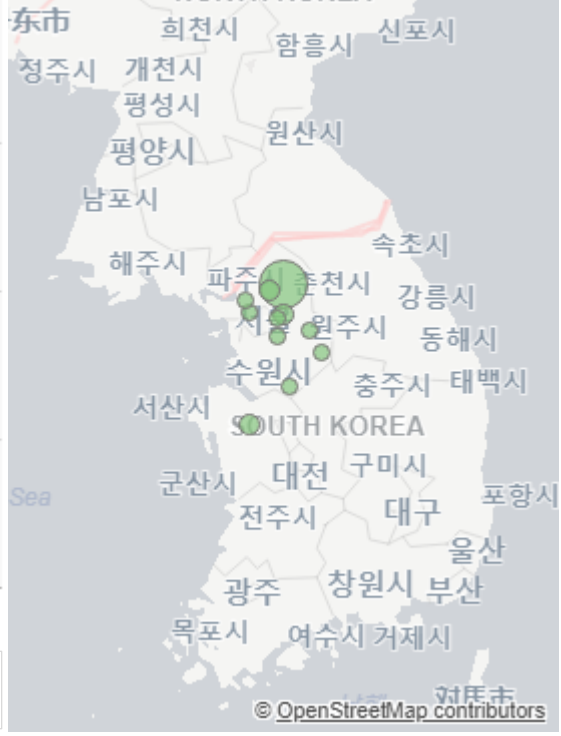 NORTH KOREA
东市
희천시
신포시
함흥시
정주시
개천시
평성시
원산시
평양시
남포시
속초시
해주시
파주시
춘천시
강릉시
서울
원주시
동해시
수원시
충주시
태백시
서산시
SOUTH KOREA
구미시
대전
군산시
Sea
포항시
대구
전주시
울산
광주
창원시
부산
목포시
여수시
거제시
対馬市
© OpenStreetMap contributors